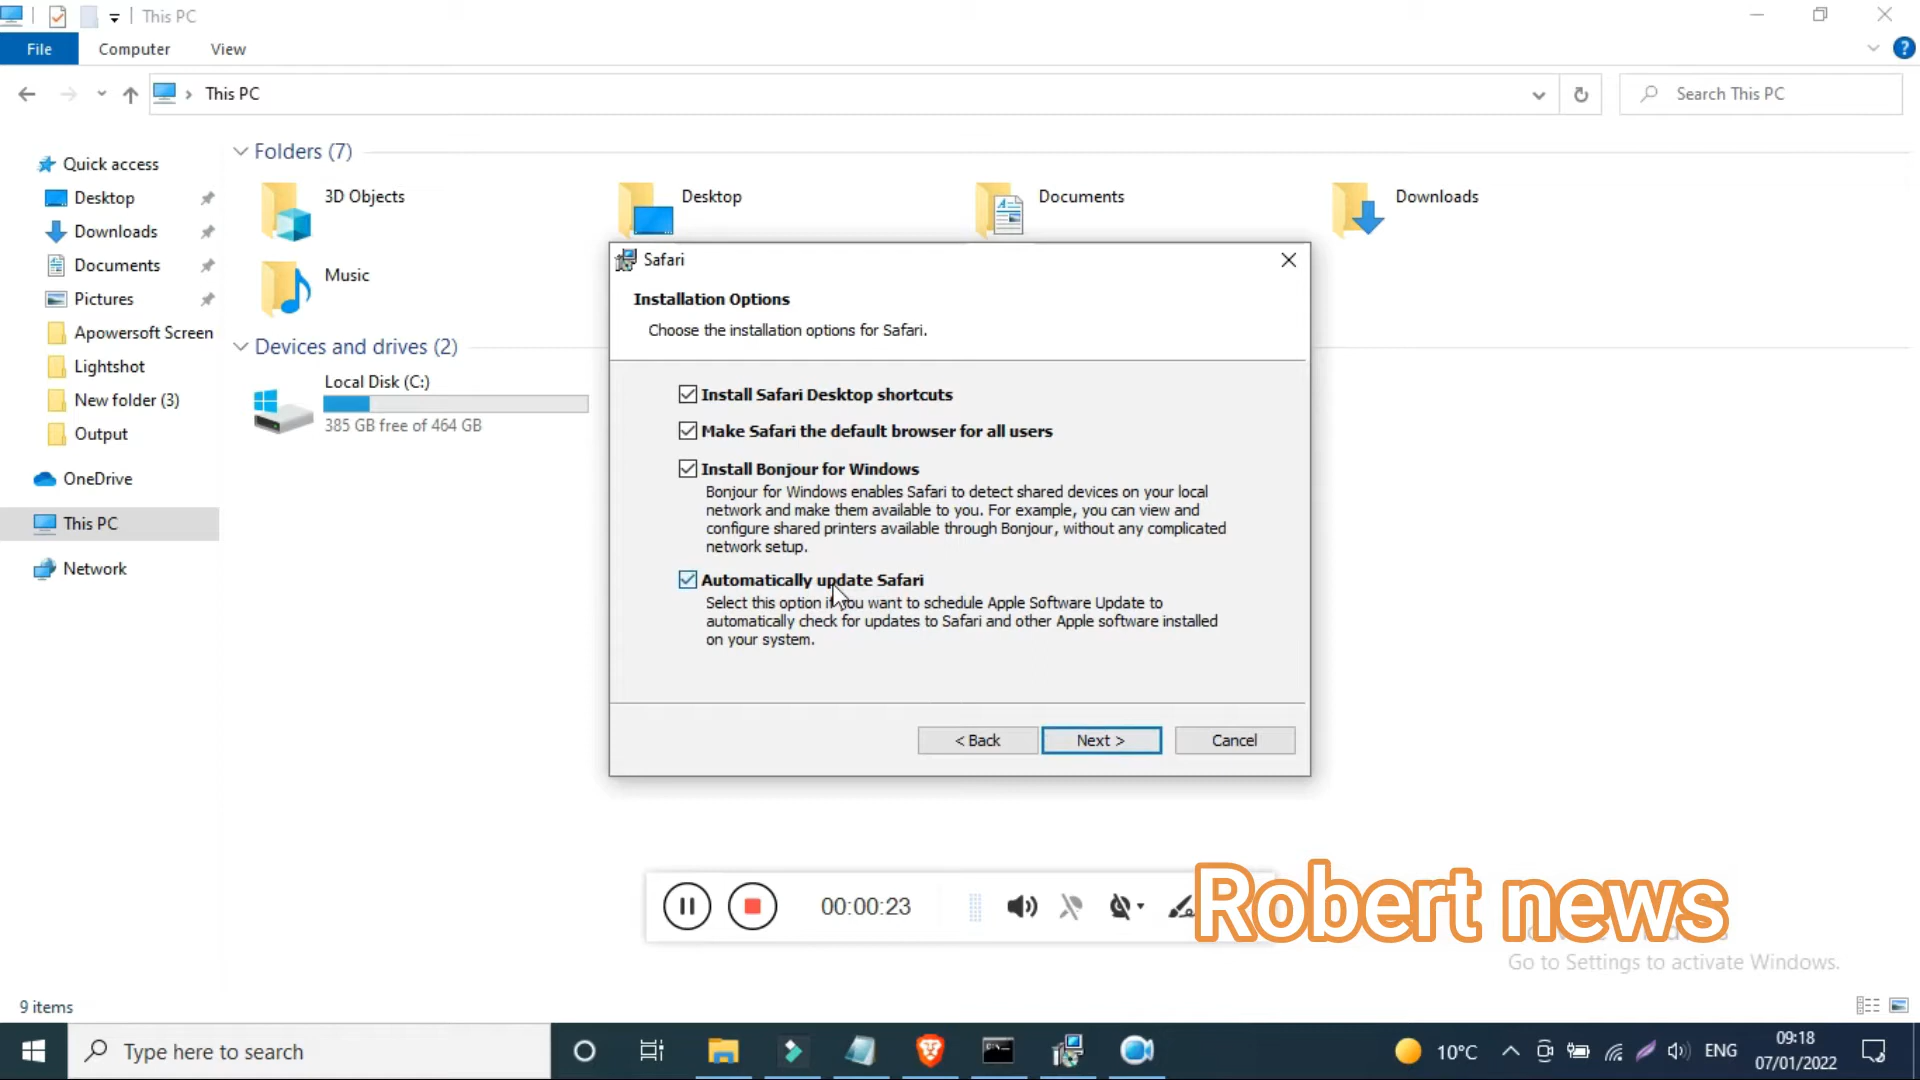 This PC
File
Computer
View
This PC
Search This PC
Quick access
Desktop
Downloads
Documents
Pictures
Apowersoft Screen
Lightshot
New folder (3)
Output
OneDrive
This PC
Network
Folders (7)
3D Objects
Desktop
Documents
Downloads
Music
Devices and drives (2)
Local Disk (C:)
385 GB free of 464 GB
Safari
Installation Options
Choose the installation options for Safari.
Install Safari Desktop shortcuts
Make Safari the default browser for all users
Install Bonjour for Windows
Bonjour for Windows enables Safari to detect shared devices on your local
network and make them available to you. For example, you can view and
configure shared printers available through Bonjour, without any complicated
network setup.
Automatically update Safari
Select this option if you want to schedule Apple Software Update to
automatically check for updates to Safari and other Apple software installed
on your system.
< Back
Next >
Cancel
00:00:23
Robert news
Go to Settings to activate Windows.
9 items
Type here to search
10°C
ENG
09:18
07/01/2022